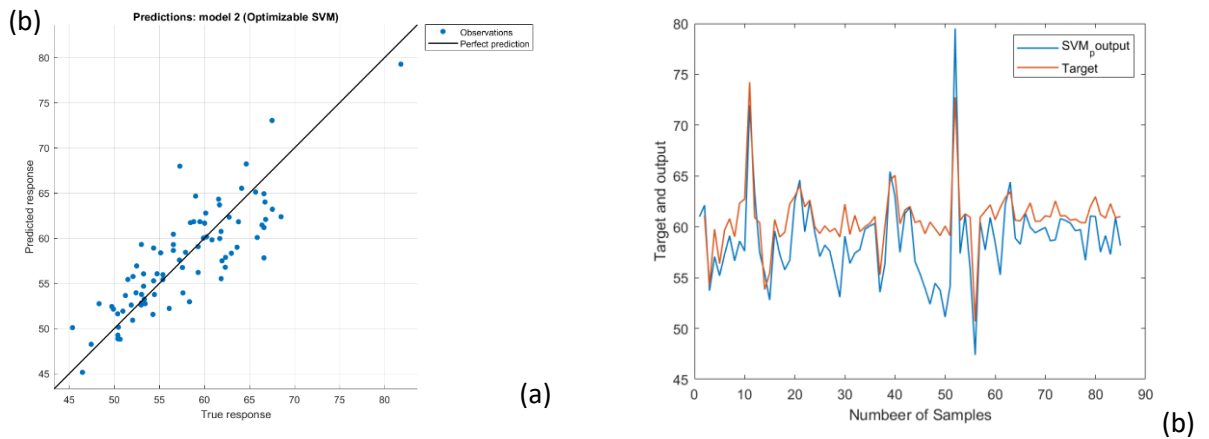 (b)
Predictions: model 2 (Optimizable SVM)
Observations
Perfect prediction
Predicted response
80
75
70
65
60
55
50
45
45 50 55 60 65 70 75 80
True response
(a)
SVM_poutput
Target
Target and output
80
75
70
65
60
55
50
45
0 10 20 30 40 50 60 70 80 90
Numbeer of Samples
(b)